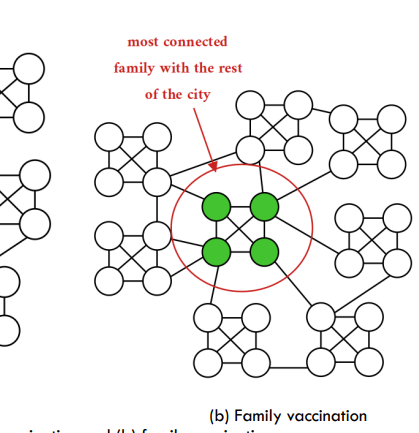 most connected
family with the rest
of the city
(b) Family vaccination